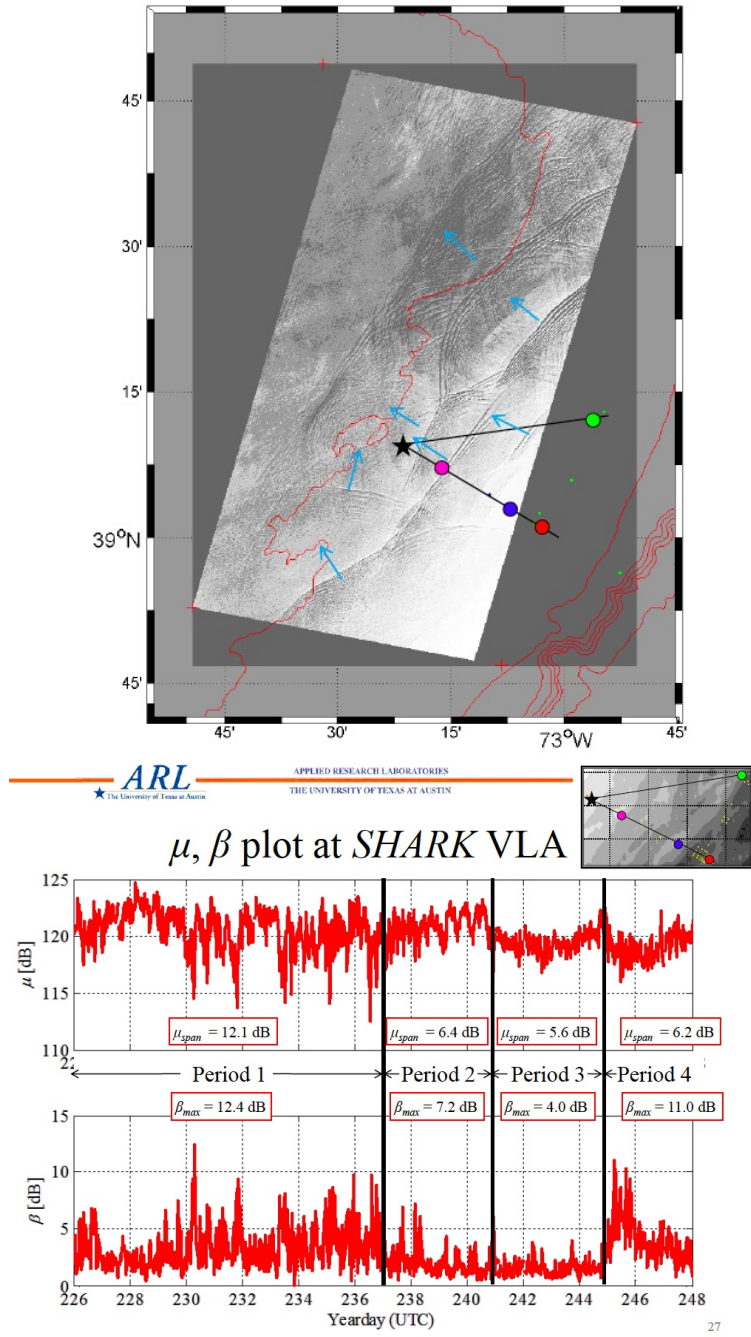 45'
30'
15'
39°N
45'
45'
30'
15'
73°W
45'
ARL
The University of Texas at Austin
APPLIED RESEARCH LABORATORIES
THE UNIVERSITY OF TEXAS AT AUSTIN
μ, β plot at SHARK VLA
125
120
115
110
μ [dB]
μspan = 12.1 dB
μspan = 6.4 dB
μspan = 5.6 dB
μspan = 6.2 dB
Period 1
Period 2
Period 3
Period 4
βmax = 12.4 dB
βmax = 7.2 dB
βmax = 4.0 dB
βmax = 11.0 dB
15
10
5
0
β [dB]
226 228 230 232 234 236 238 240 242 244 246 248
Yearday (UTC)
27